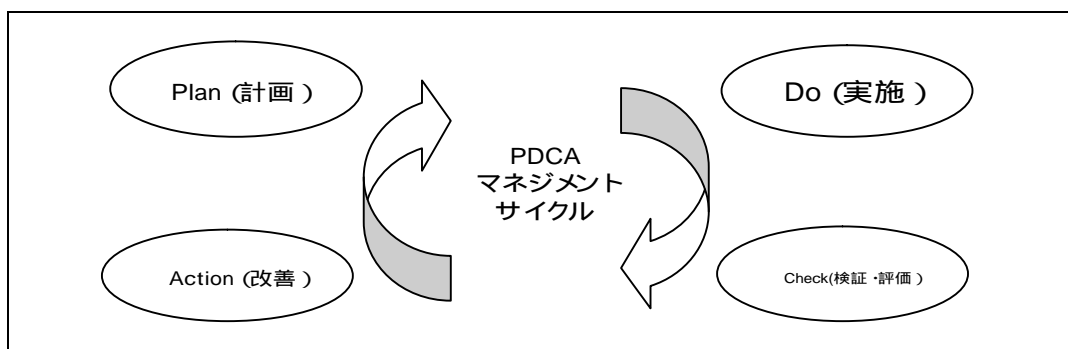 Plan (計画)
Do (実施)
PDCA
マネジメント
サイクル
Action (改善)
Check(検証・評価)